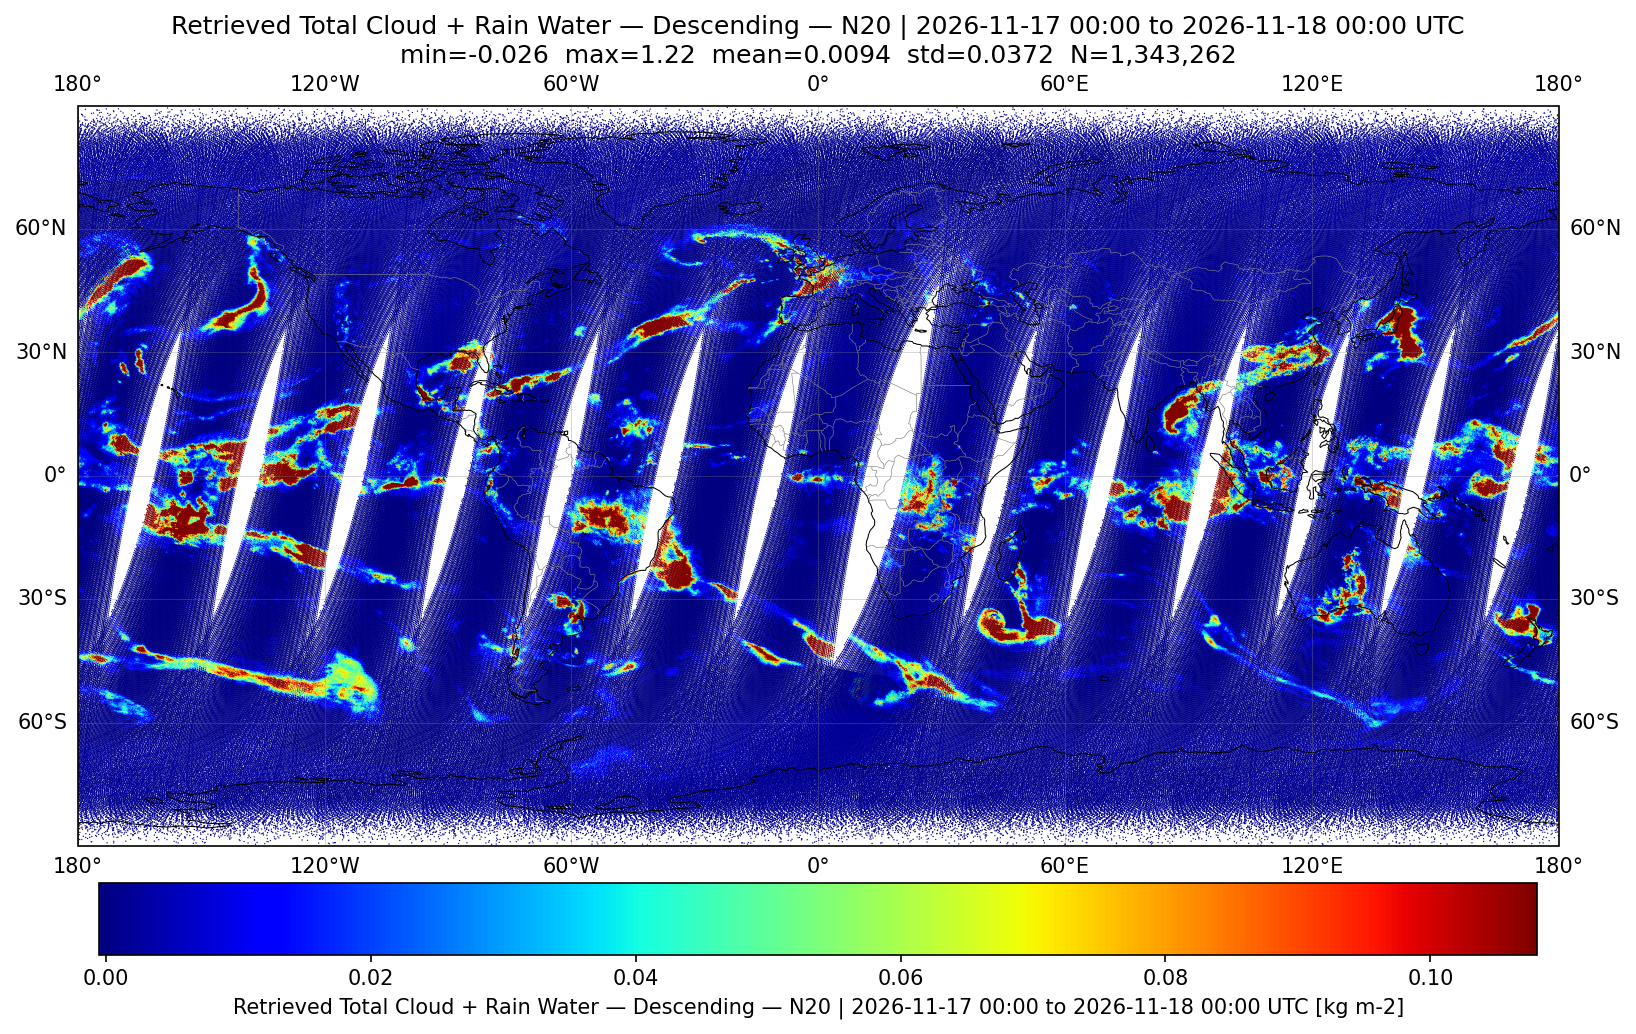 Retrieved Total Cloud + Rain Water — Descending — N20 | 2026-11-17 00:00 to 2026-11-18 00:00 UTC
min=-0.026  max=1.22  mean=0.0094  std=0.0372  N=1,343,262
180° 120°W 60°W 0° 60°E 120°E 180°
60°N 60°N
30°N 30°N
0° 0°
30°S 30°S
60°S 60°S
180° 120°W 60°W 0° 60°E 120°E 180°
0.00 0.02 0.04 0.06 0.08 0.10
Retrieved Total Cloud + Rain Water — Descending — N20 | 2026-11-17 00:00 to 2026-11-18 00:00 UTC [kg m-2]